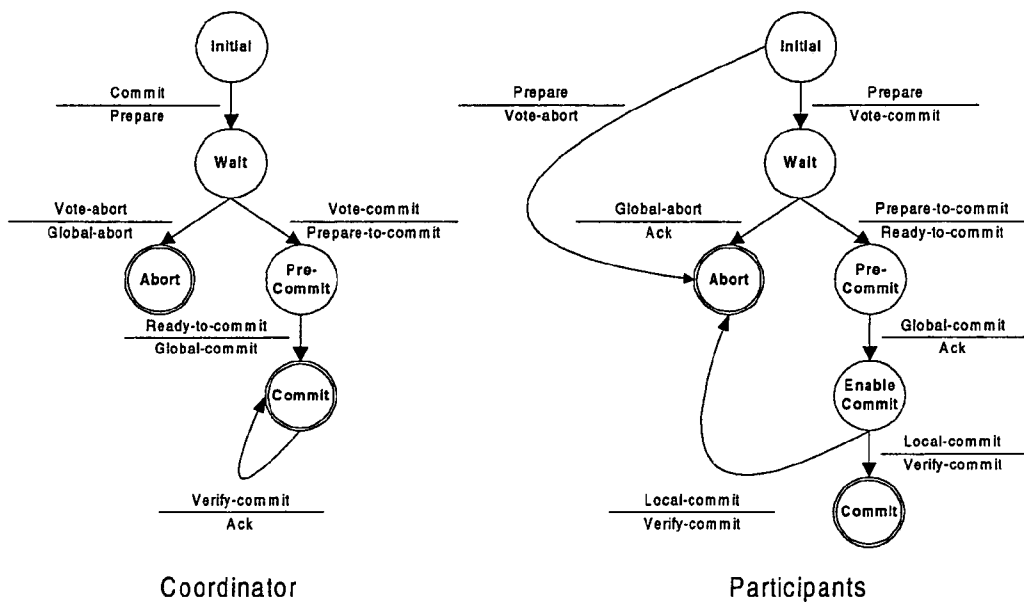 Initial
Commit
Prepare
Wait
Vote-abort
Global-abort
Vote-commit
Prepare-to-commit
Abort
Pre-
Commit
Ready-to-commit
Global-commit
Commit
Verify-commit
Ack
Coordinator
Initial
Prepare
Vote-abort
Prepare
Vote-commit
Wait
Global-abort
Ack
Prepare-to-commit
Ready-to-commit
Abort
Pre-
Commit
Global-commit
Ack
Enable
Commit
Local-commit
Verify-commit
Local-commit
Verify-commit
Commit
Participants